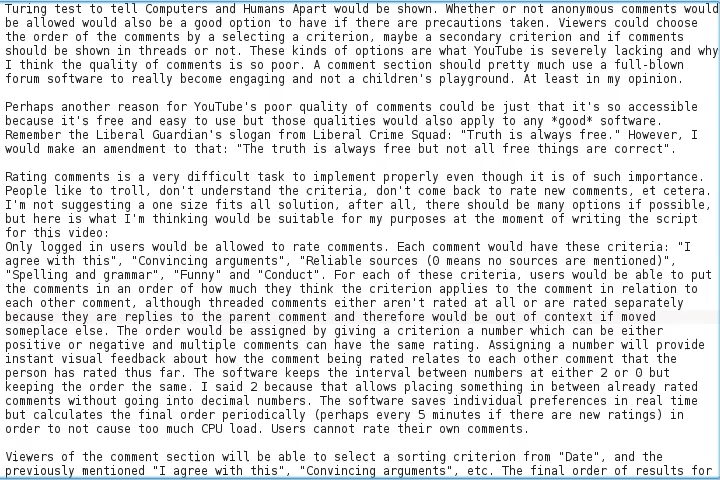 Turing test to tell Computers and Humans Apart would be shown. Whether or not anonymous comments would
be allowed would also be a good option to have if there are precautions taken. Viewers could choose
the order of the comments by a selecting a criterion, maybe a secondary criterion and if comments
should be shown in threads or not. These kinds of options are what YouTube is severely lacking and why
I think the quality of comments is so poor. A comment section should pretty much use a full-blown
forum software to really become engaging and not a children's playground. At least in my opinion.

Perhaps another reason for YouTube's poor quality of comments could be just that it's so accessible
because it's free and easy to use but those qualities would also apply to any *good* software.
Remember the Liberal Guardian's slogan from Liberal Crime Squad: "Truth is always free." However, I
would make an amendment to that: "The truth is always free but not all free things are correct".

Rating comments is a very difficult task to implement properly even though it is of such importance.
People like to troll, don't understand the criteria, don't come back to rate new comments, et cetera.
I'm not suggesting a one size fits all solution, after all, there should be many options if possible,
but here is what I'm thinking would be suitable for my purposes at the moment of writing the script
for this video:
Only logged in users would be allowed to rate comments. Each comment would have these criteria: "I
agree with this", "Convincing arguments", "Reliable sources (0 means no sources are mentioned)",
"Spelling and grammar", "Funny" and "Conduct". For each of these criteria, users would be able to put
the comments in an order of how much they think the criterion applies to the comment in relation to
each other comment, although threaded comments either aren't rated at all or are rated separately
because they are replies to the parent comment and therefore would be out of context if moved
someplace else. The order would be assigned by giving a criterion a number which can be either
positive or negative and multiple comments can have the same rating. Assigning a number will provide
instant visual feedback about how the comment being rated relates to each other comment that the
person has rated thus far. The software keeps the interval between numbers at either 2 or 0 but
keeping the order the same. I said 2 because that allows placing something in between already rated
comments without going into decimal numbers. The software saves individual preferences in real time
but calculates the final order periodically (perhaps every 5 minutes if there are new ratings) in
order to not cause too much CPU load. Users cannot rate their own comments.

Viewers of the comment section will be able to select a sorting criterion from "Date", and the
previously mentioned "I agree with this", "Convincing arguments", etc. The final order of results for